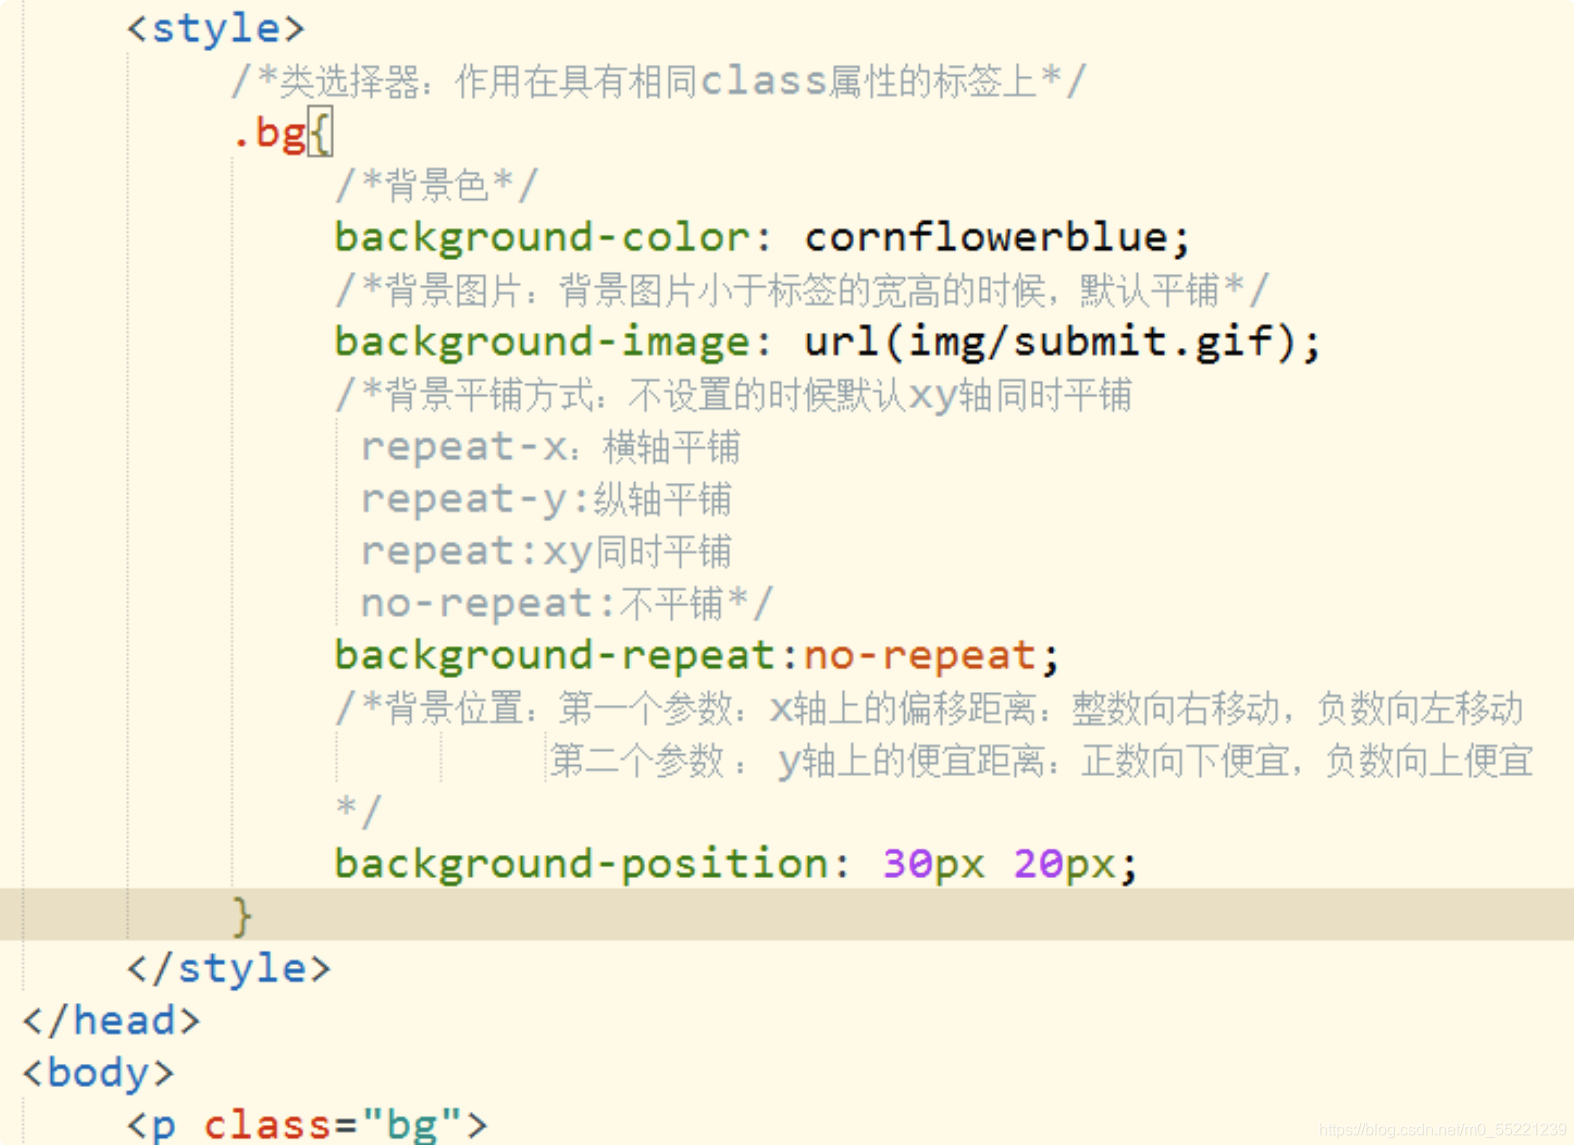 <style>
/*类选择器：作用在具有相同class属性的标签上*/
.bg{
/*背景色*/
background-color: cornflowerblue;
/*背景图片：背景图片小于标签的宽高的时候，默认平铺*/
background-image: url(img/submit.gif);
/*背景平铺方式：不设置的时候默认xy轴同时平铺
repeat-x：横轴平铺
repeat-y:纵轴平铺
repeat:xy同时平铺
no-repeat:不平铺*/
background-repeat:no-repeat;
/*背景位置：第一个参数：x轴上的偏移距离：整数向右移动，负数向左移动
第二个参数： y轴上的便宜距离：正数向下便宜，负数向上便宜
*/
background-position: 30px 20px;
}
</style>
</head>
<body>
<p class="bg">
https://blog.csdn.net/m0_55221239